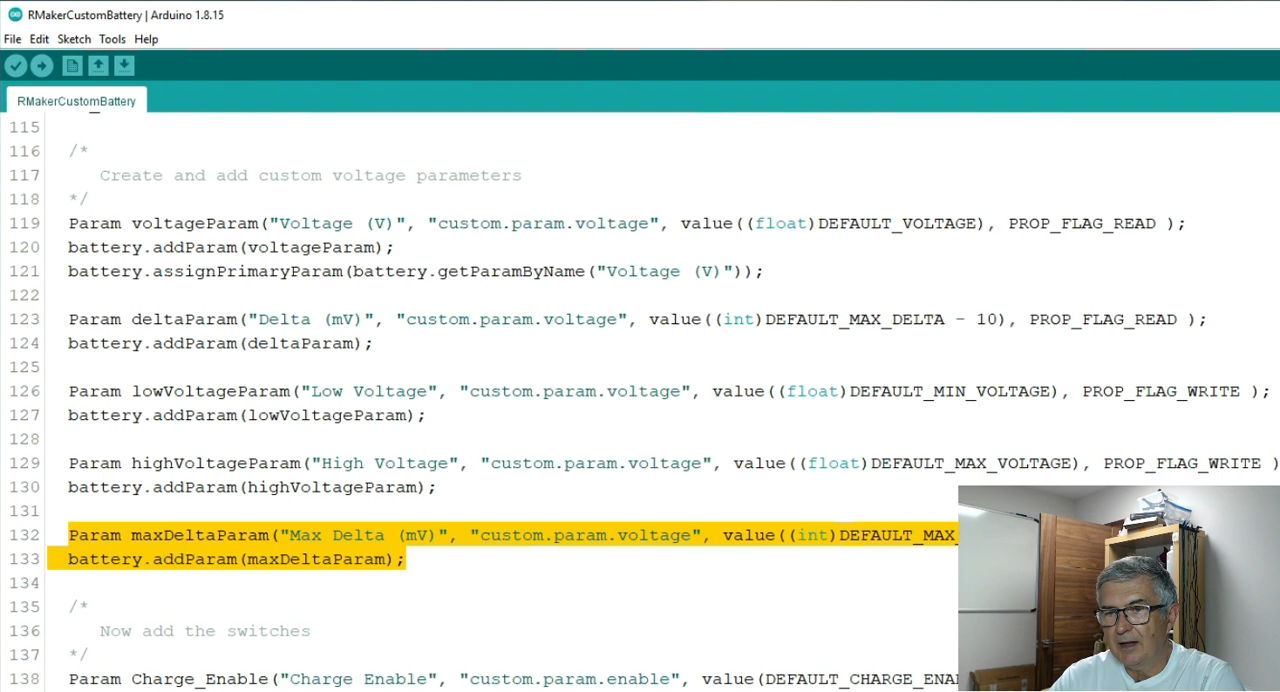 RMakerCustomBattery | Arduino 1.8.15
File Edit Sketch Tools Help
RMakerCustomBattery
115
116 /*
117 Create and add custom voltage parameters
118 */
119 Param voltageParam("Voltage (V)", "custom.param.voltage", value((float)DEFAULT_VOLTAGE), PROP_FLAG_READ );
120 battery.addParam(voltageParam);
121 battery.assignPrimaryParam(battery.getParamByName("Voltage (V)"));
122
123 Param deltaParam("Delta (mV)", "custom.param.voltage", value((int)DEFAULT_MAX_DELTA - 10), PROP_FLAG_READ );
124 battery.addParam(deltaParam);
125
126 Param lowVoltageParam("Low Voltage", "custom.param.voltage", value((float)DEFAULT_MIN_VOLTAGE), PROP_FLAG_WRITE );
127 battery.addParam(lowVoltageParam);
128
129 Param highVoltageParam("High Voltage", "custom.param.voltage", value((float)DEFAULT_MAX_VOLTAGE), PROP_FLAG_WRITE )
130 battery.addParam(highVoltageParam);
131
132 Param maxDeltaParam("Max Delta (mV)", "custom.param.voltage", value((int)DEFAULT_MAX_
133 battery.addParam(maxDeltaParam);
134
135 /*
136 Now add the switches
137 */
138 Param Charge_Enable("Charge Enable", "custom.param.enable", value(DEFAULT_CHARGE_ENA